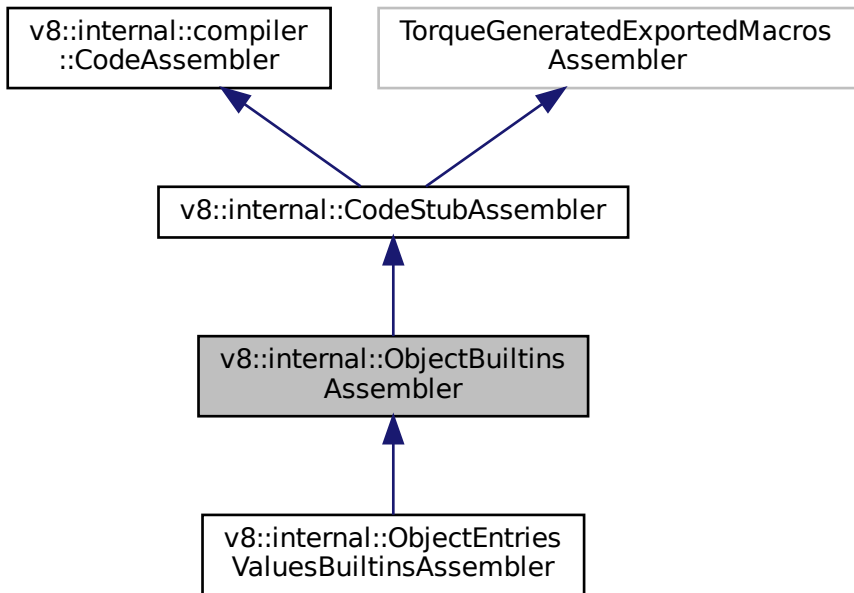 v8::internal::compiler
::CodeAssembler
TorqueGeneratedExportedMacros
Assembler
v8::internal::CodeStubAssembler
v8::internal::ObjectBuiltins
Assembler
v8::internal::ObjectEntries
ValuesBuiltinsAssembler